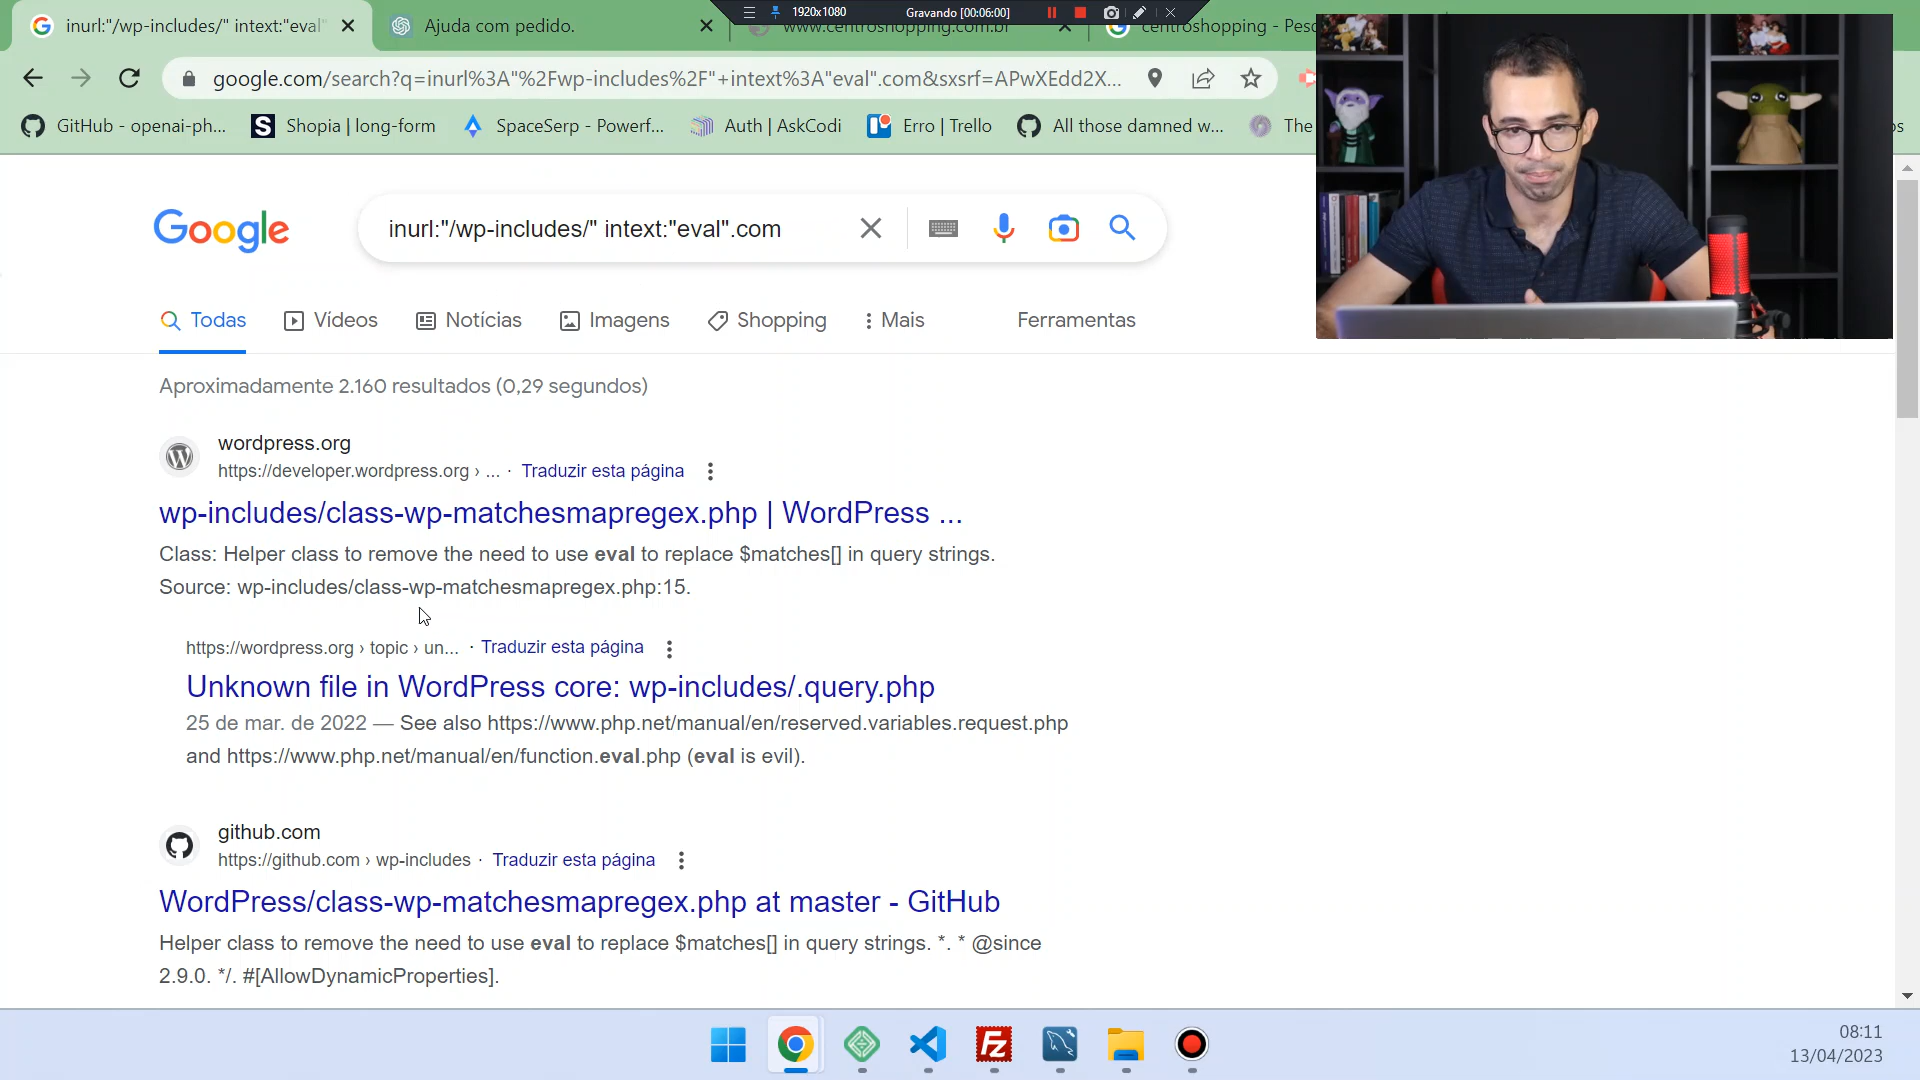 1920x1080
Gravando [00:06:00]
inurl:"/wp-includes/" intext:"eval"
Ajuda com pedido.
www.centroshopping.com.br
centroshopping - Pesc
google.com/search?q=inurl%3A"%2Fwp-includes%2F"+intext%3A"eval".com&sxsrf=APwXEdd2X...
GitHub - openai-ph...
Shopia | long-form
SpaceSerp - Powerf...
Auth | AskCodi
Erro | Trello
All those damned w...
The
os
Google
inurl:"/wp-includes/" intext:"eval".com
Todas
Vídeos
Notícias
Imagens
Shopping
Mais
Ferramentas
Aproximadamente 2.160 resultados (0,29 segundos)
wordpress.org
https://developer.wordpress.org › ... · Traduzir esta página
wp-includes/class-wp-matchesmapregex.php | WordPress ...
Class: Helper class to remove the need to use eval to replace $matches[] in query strings.
Source: wp-includes/class-wp-matchesmapregex.php:15.
https://wordpress.org › topic › un... · Traduzir esta página
Unknown file in WordPress core: wp-includes/.query.php
25 de mar. de 2022 — See also https://www.php.net/manual/en/reserved.variables.request.php
and https://www.php.net/manual/en/function.eval.php (eval is evil).
github.com
https://github.com › wp-includes · Traduzir esta página
WordPress/class-wp-matchesmapregex.php at master - GitHub
Helper class to remove the need to use eval to replace $matches[] in query strings. *. * @since
2.9.0. */. #[AllowDynamicProperties].
08:11
13/04/2023